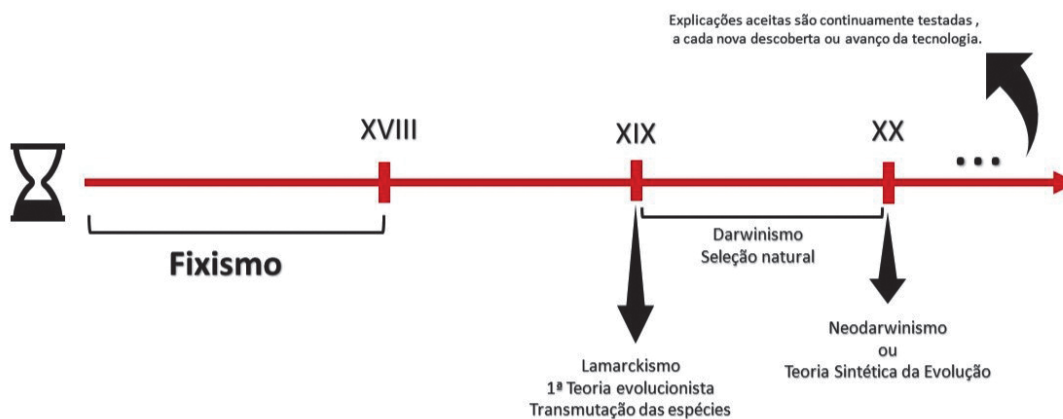 Explicações aceitas são continuamente testadas ,
a cada nova descoberta ou avanço da tecnologia.
XVIII
XIX
XX
...
Fixismo
Darwinismo
Seleção natural
Lamarckismo
1ª Teoria evolucionista
Transmutação das espécies
Neodarwinismo
ou
Teoria Sintética da Evolução